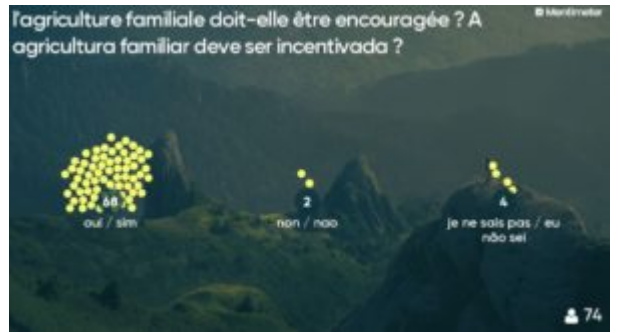 l'agriculture familiale doit-elle être encouragée ? A
agricultura familiar deve ser incentivada ?
Mentimeter
68
oui / sim
2
non / nao
4
je ne sais pas / eu
não sei
74